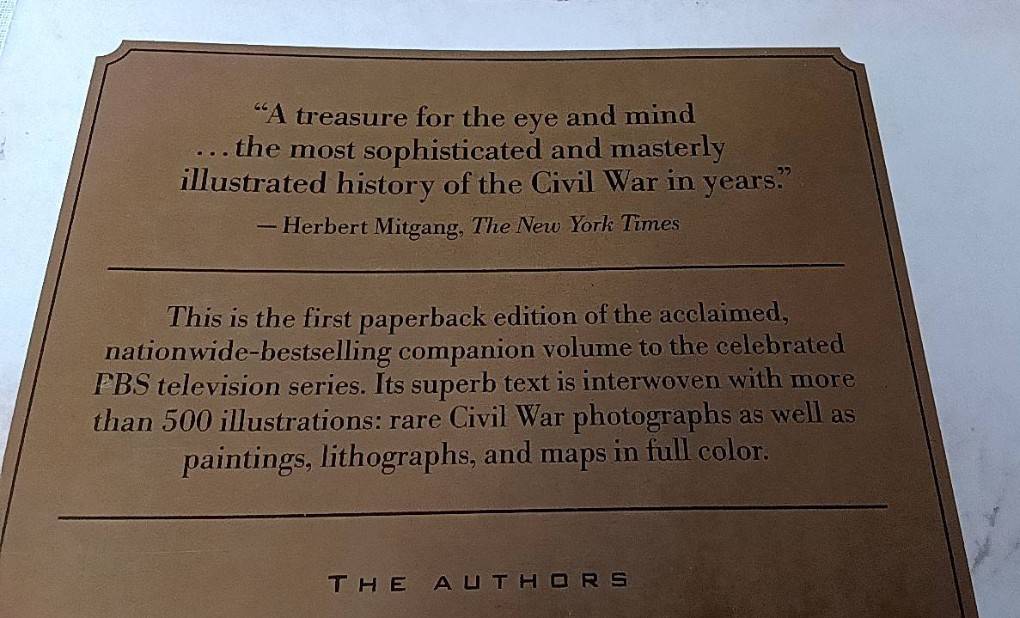 “A treasure for the eye and mind
...the most sophisticated and masterly
illustrated history of the Civil War in years.”
— Herbert Mitgang, The New York Times
This is the first paperback edition of the acclaimed,
nationwide-bestselling companion volume to the celebrated
PBS television series. Its superb text is interwoven with more
than 500 illustrations: rare Civil War photographs as well as
paintings, lithographs, and maps in full color.
THE AUTHORS